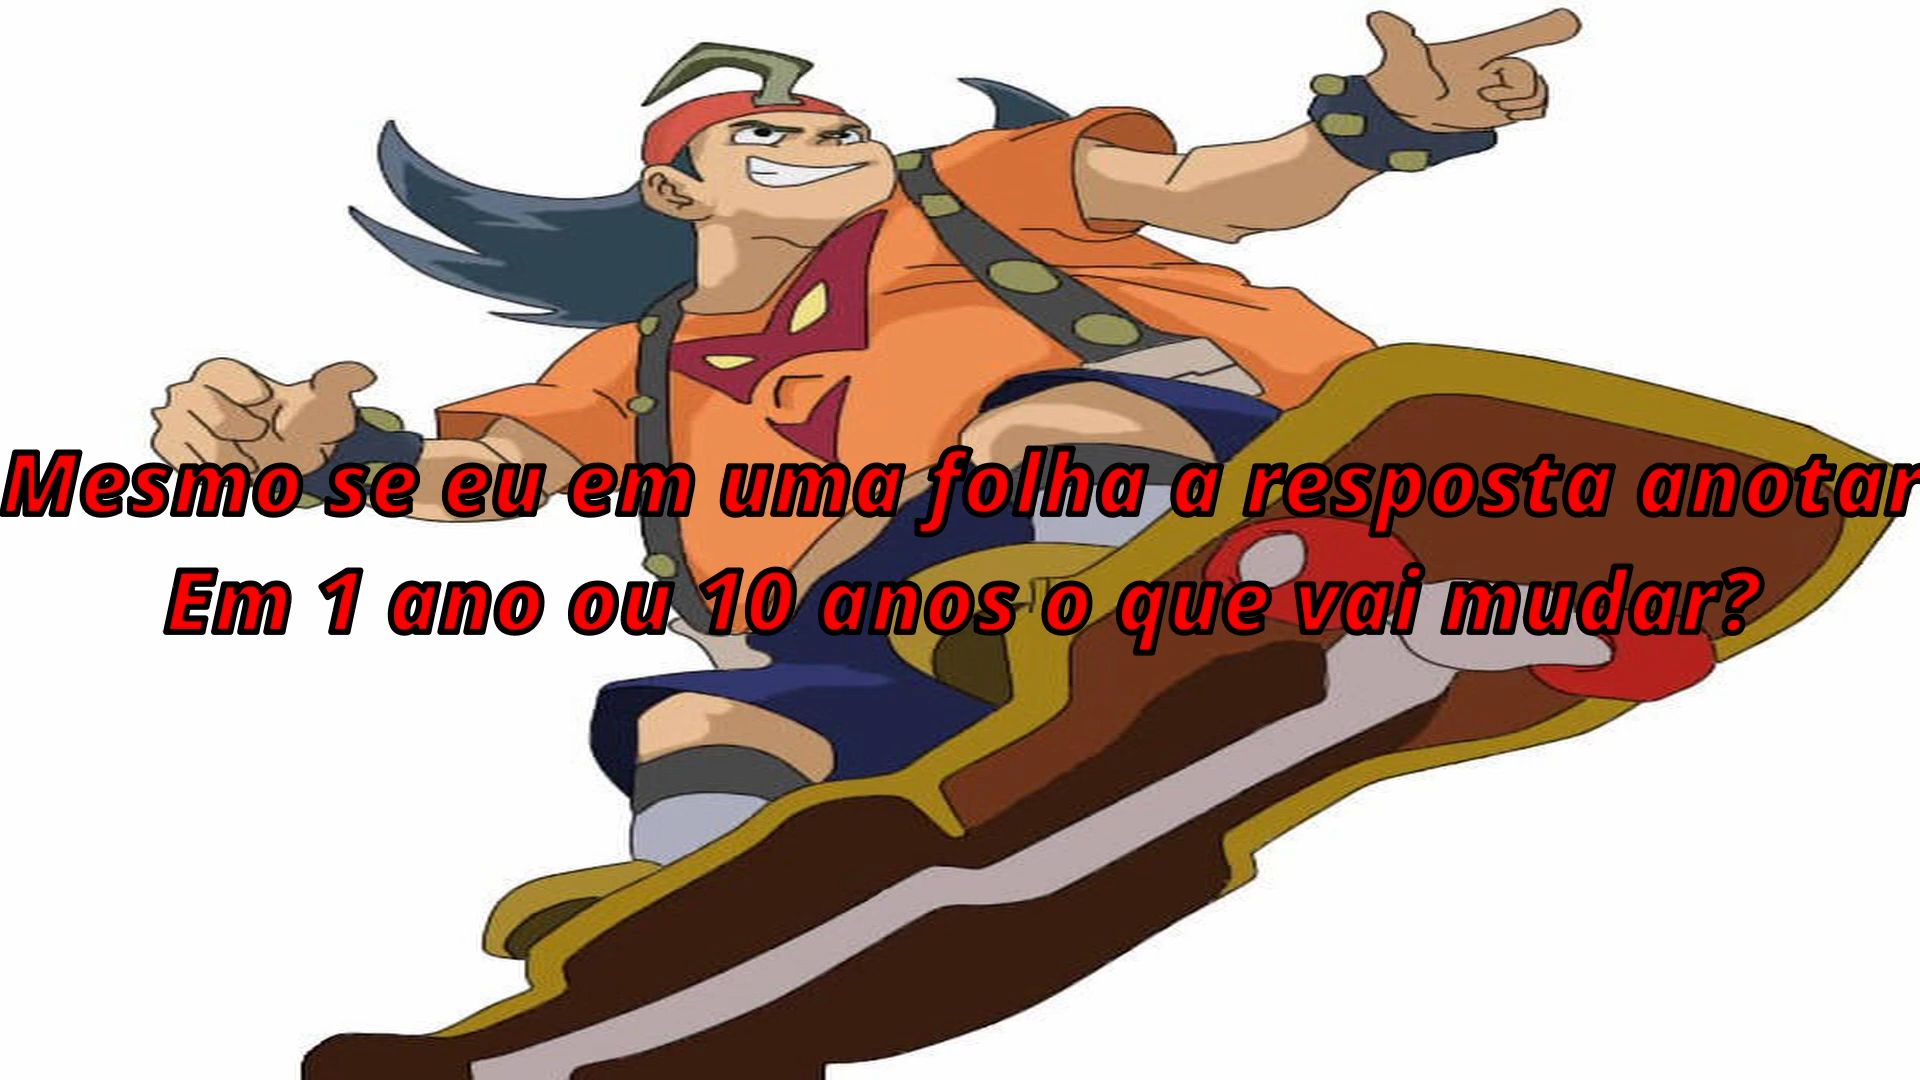 Mesmo se eu em uma folha a resposta anotar
Em 1 ano ou 10 anos o que vai mudar?